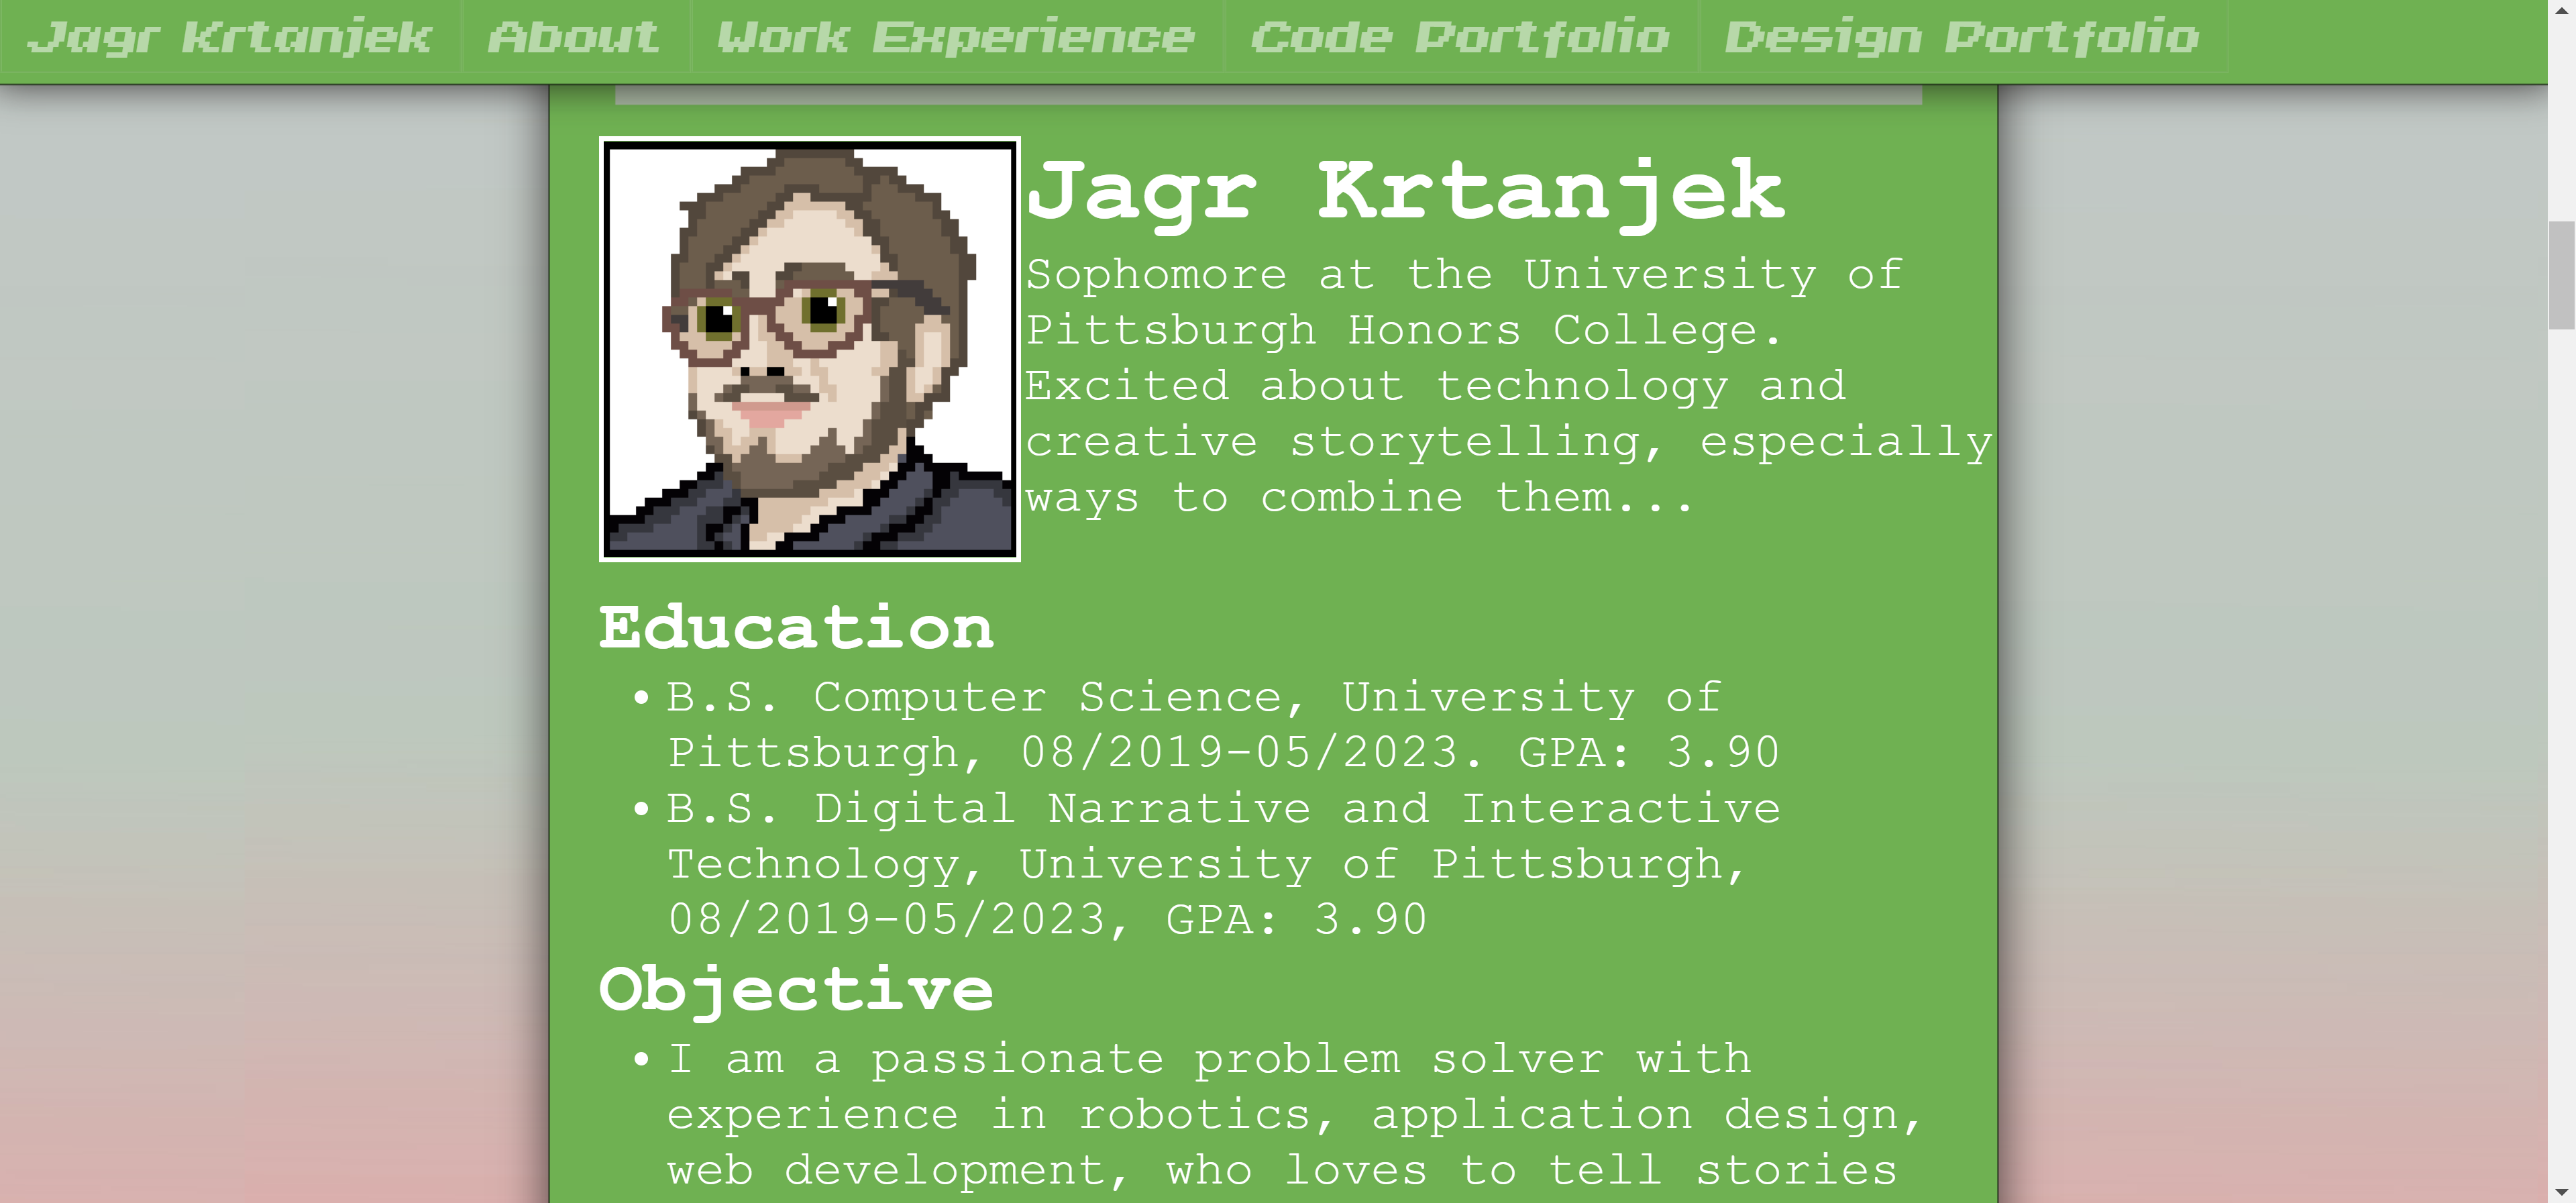 Jagr Krtanjek About Work Experience Code Portfolio Design Portfolio
Jagr Krtanjek
Sophomore at the University of
Pittsburgh Honors College.
Excited about technology and
creative storytelling, especially
ways to combine them...
Education
• B.S. Computer Science, University of
Pittsburgh, 08/2019-05/2023. GPA: 3.90
• B.S. Digital Narrative and Interactive
Technology, University of Pittsburgh,
08/2019-05/2023, GPA: 3.90
Objective
• I am a passionate problem solver with
experience in robotics, application design,
web development, who loves to tell stories